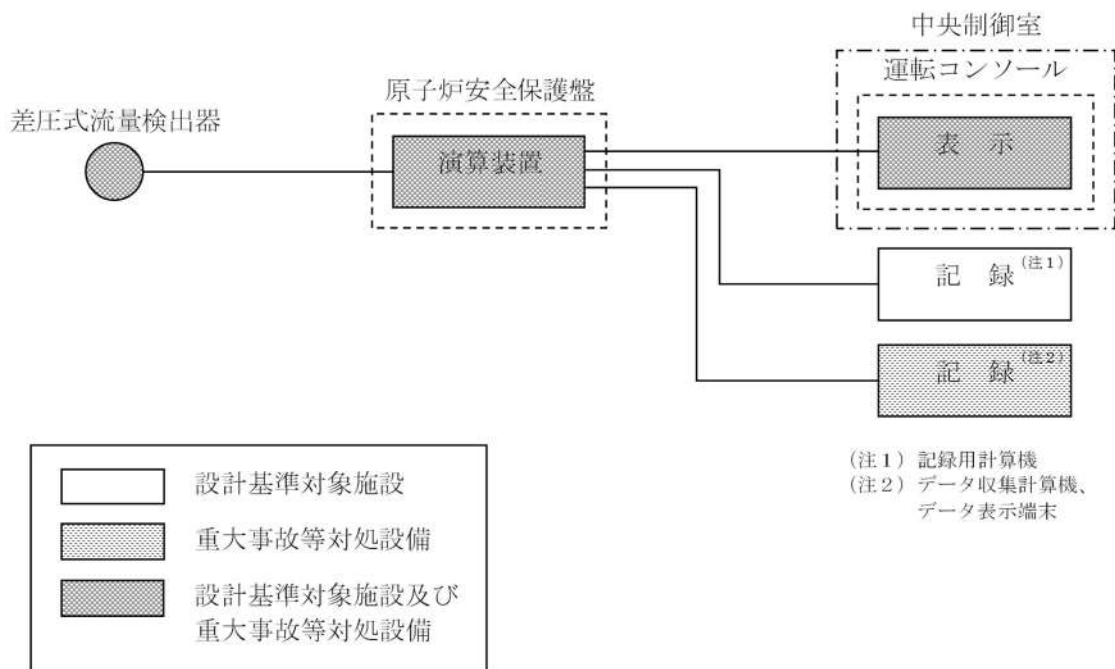 中央制御室
運転コンソール
原子炉安全保護盤
差圧式流量検出器
演算装置
表 示
記 録 (注1)
記 録 (注2)
(注1)記録用計算機
(注2)データ収集計算機、
データ表示端末
設計基準対象施設
重大事故等対処設備
設計基準対象施設及び
重大事故等対処設備